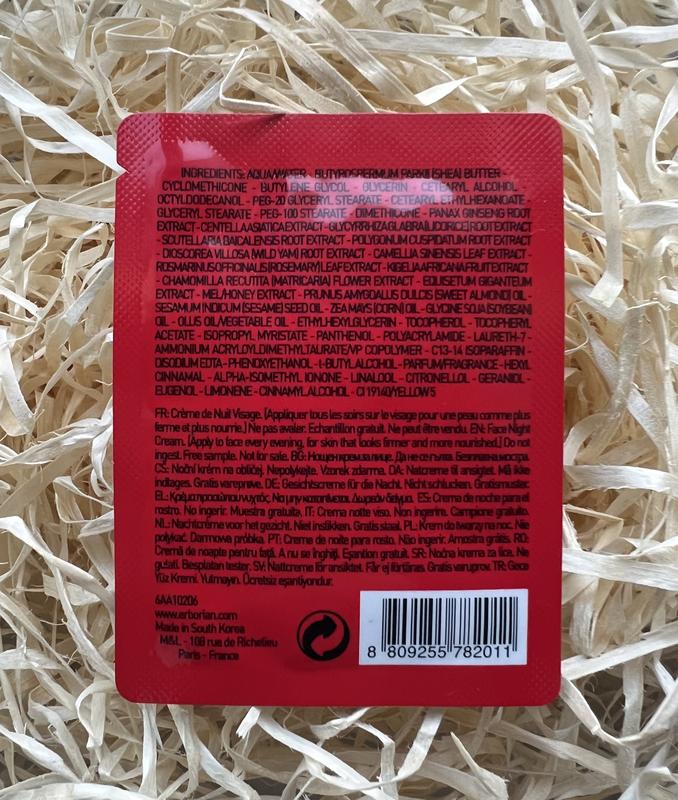 INGREDIENTS: AQUA/WATER - BUTYROSPERMUM PARKII (SHEA) BUTTER -
CYCLOMETHICONE - BUTYLENE GLYCOL - GLYCERIN - CETEARYL ALCOHOL -
OCTYLDODECANOL - PEG-20 GLYCERYL STEARATE - CETEARYL ETHYLHEXANOATE -
GLYCERYL STEARATE - PEG-100 STEARATE - DIMETHICONE - PANAX GINSENG ROOT
EXTRACT - CENTELLA ASIATICA EXTRACT - GLYCYRRHIZA GLABRA (LICORICE) ROOT EXTRACT
- SCUTELLARIA BAICALENSIS ROOT EXTRACT - POLYGONUM CUSPIDATUM ROOT EXTRACT
- DIOSCOREA VILLOSA (WILD YAM) ROOT EXTRACT - CAMELLIA SINENSIS LEAF EXTRACT -
ROSMARINUS OFFICINALIS (ROSEMARY) LEAF EXTRACT - KIGELIA AFRICANA FRUIT EXTRACT
- CHAMOMILLA RECUTITA (MATRICARIA) FLOWER EXTRACT - EQUISETUM GIGANTEUM
EXTRACT - MEL/HONEY EXTRACT - PRUNUS AMYGDALUS DULCIS (SWEET ALMOND) OIL -
SESAMUM INDICUM (SESAME) SEED OIL - ZEA MAYS (CORN) OIL - GLYCINE SOJA (SOYBEAN)
OIL - OLUS OIL/VEGETABLE OIL - ETHYLHEXYLGLYCERIN - TOCOPHEROL - TOCOPHERYL
ACETATE - ISOPROPYL MYRISTATE - PANTHENOL - POLYACRYLAMIDE - LAURETH-7 -
AMMONIUM ACRYLOYLDIMETHYLTAURATE/VP COPOLYMER - C13-14 ISOPARAFFIN -
DISODIUM EDTA - PHENOXYETHANOL - t-BUTYL ALCOHOL - PARFUM/FRAGRANCE - HEXYL
CINNAMAL - ALPHA-ISOMETHYL IONONE - LINALOOL - CITRONELLOL - GERANIOL -
EUGENOL - LIMONENE - CINNAMYL ALCOHOL - CI 19140/YELLOW 5
FR: Crème de Nuit Visage. (Appliquer tous les soirs sur le visage pour une peau comme plus
ferme et plus nourrie.) Ne pas avaler. Echantillon gratuit. Ne peut être vendu. EN: Face Night
Cream. (Apply to face every evening, for skin that looks firmer and more nourished.) Do not
ingest. Free sample. Not for sale. BG: Нощен крем за лице. Да не се гълта. Безплатна мостра.
CS: Noční krém na obličej. Nepolykejte. Vzorek zdarma. DA: Natcreme til ansigtet. Må ikke
indtages. Gratis vareprøve. DE: Gesichtscreme für die Nacht. Nicht schlucken. Gratismuster.
EL: Κρέμα προσώπου νυχτός. Να μην καταπίνεται. Δωρεάν δείγμα. ES: Crema de noche para el
rostro. No ingerir. Muestra gratuita. IT: Crema notte viso. Non ingerire. Campione gratuito.
NL: Nachtcrème voor het gezicht. Niet inslikken. Gratis staal. PL: Krem do twarzy na noc. Nie
połykać. Darmowa próbka. PT: Creme de noite para rosto. Não ingerir. Amostra grátis. RO:
Cremă de noapte pentru față. A nu se înghiți. Eșantion gratuit. SR: Noćna krema za lice. Ne
gutati. Besplatan tester. SV: Nattcreme för ansiktet. Får ej förtäras. Gratis varuprov. TR: Gece
Yüz Kremi. Yutmayın. Ücretsiz eşantiyondur.
6AA10206
www.erborian.com
Made in South Korea
M&L - 108 rue de Richelieu
Paris - France
8 809255 782011